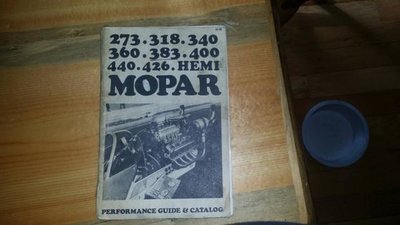 273.318.340
360.383.400
440.426.HEMI
MOPAR
PERFORMANCE GUIDE & CATALOG